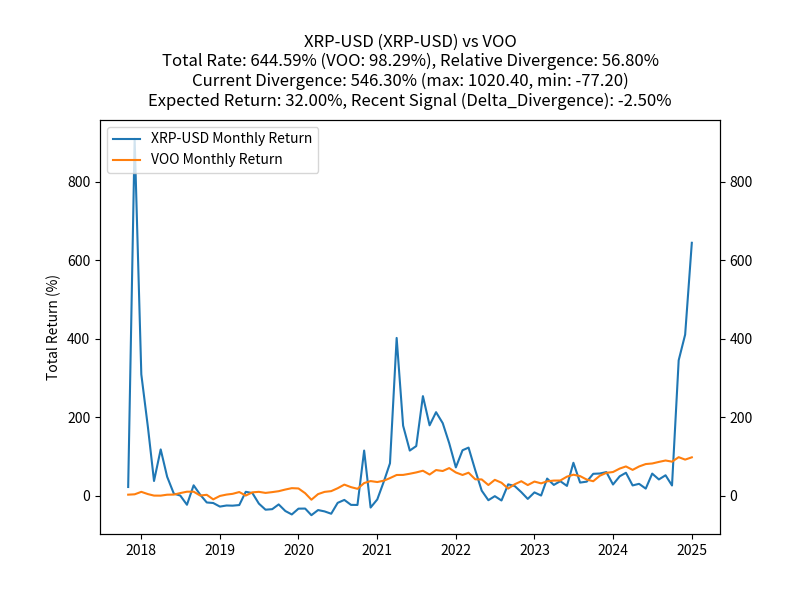 XRP-USD (XRP-USD) vs VOO
Total Rate: 644.59% (VOO: 98.29%), Relative Divergence: 56.80%
Current Divergence: 546.30% (max: 1020.40, min: -77.20)
Expected Return: 32.00%, Recent Signal (Delta_Divergence): -2.50%
XRP-USD Monthly Return
VOO Monthly Return
Total Return (%)
800 800
600 600
400 400
200 200
0 0
2018 2019 2020 2021 2022 2023 2024 2025